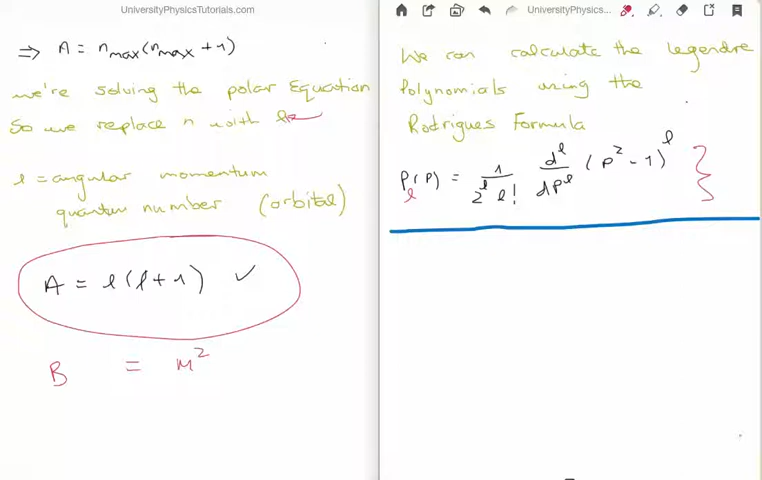 UniversityPhysicsTutorials.com
⇒ A = n_max(n_max + 1)
we're solving the polar Equation
So we replace n with l
l = angular momentum
quantum number (orbital)
A = l(l+1) ✓
B = m²
UniversityPhysics...
We can calculate the legendre
Polynomials using the
Rodrigues Formula
P_l(P) = 1/(2^l l!) d^l/dP^l (P² - 1)^l